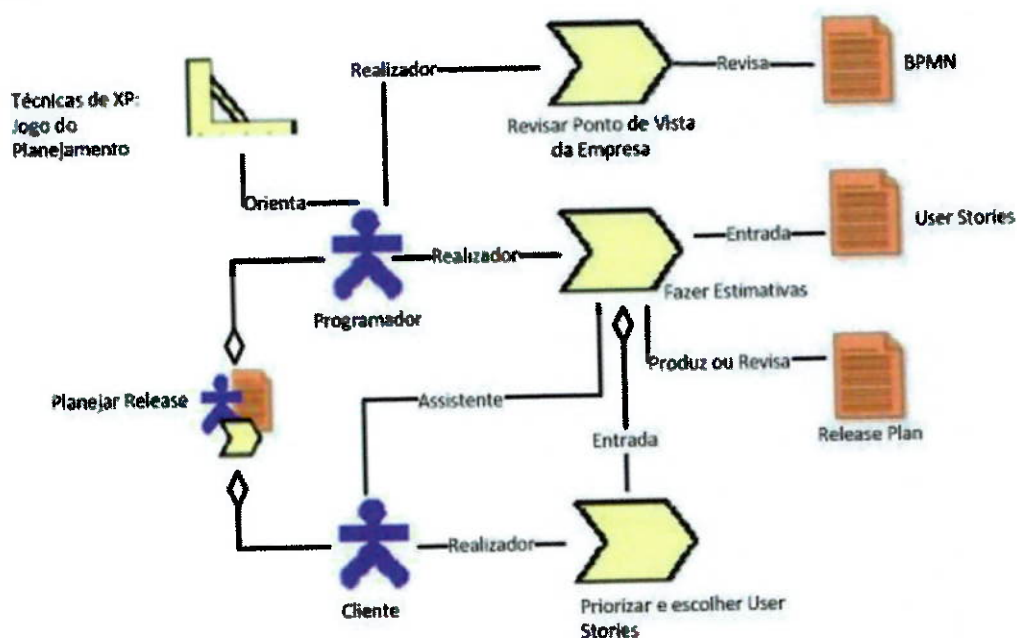 Realizador
Revisa
BPMN
Técnicas de XP:
Jogo do
Planejamento
Revisar Ponto de Vista
da Empresa
Orienta
Realizador
Entrada
User Stories
Fazer Estimativas
Programador
Produz ou Revisa
Planejar Release
Assistente
Release Plan
Entrada
Realizador
Cliente
Priorizar e escolher User
Stories